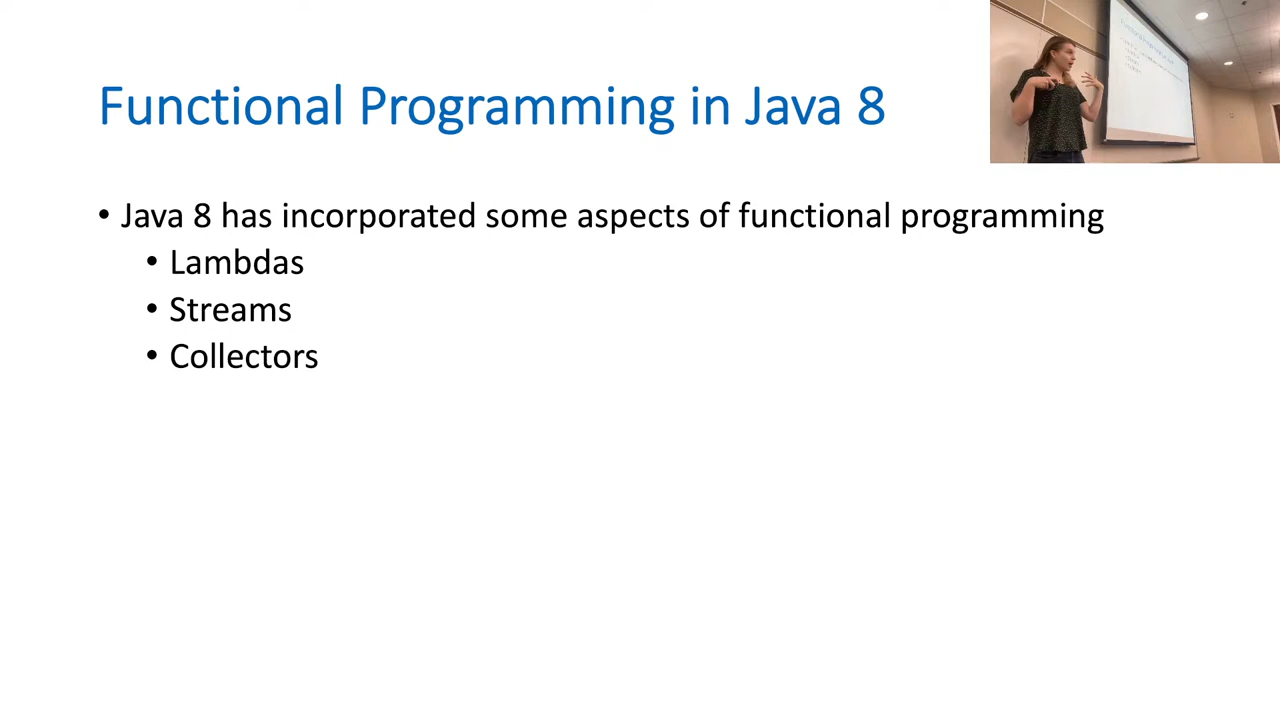 Functional Programming in Java 8
• Java 8 has incorporated some aspects of functional programming
• Lambdas
• Streams
• Collectors